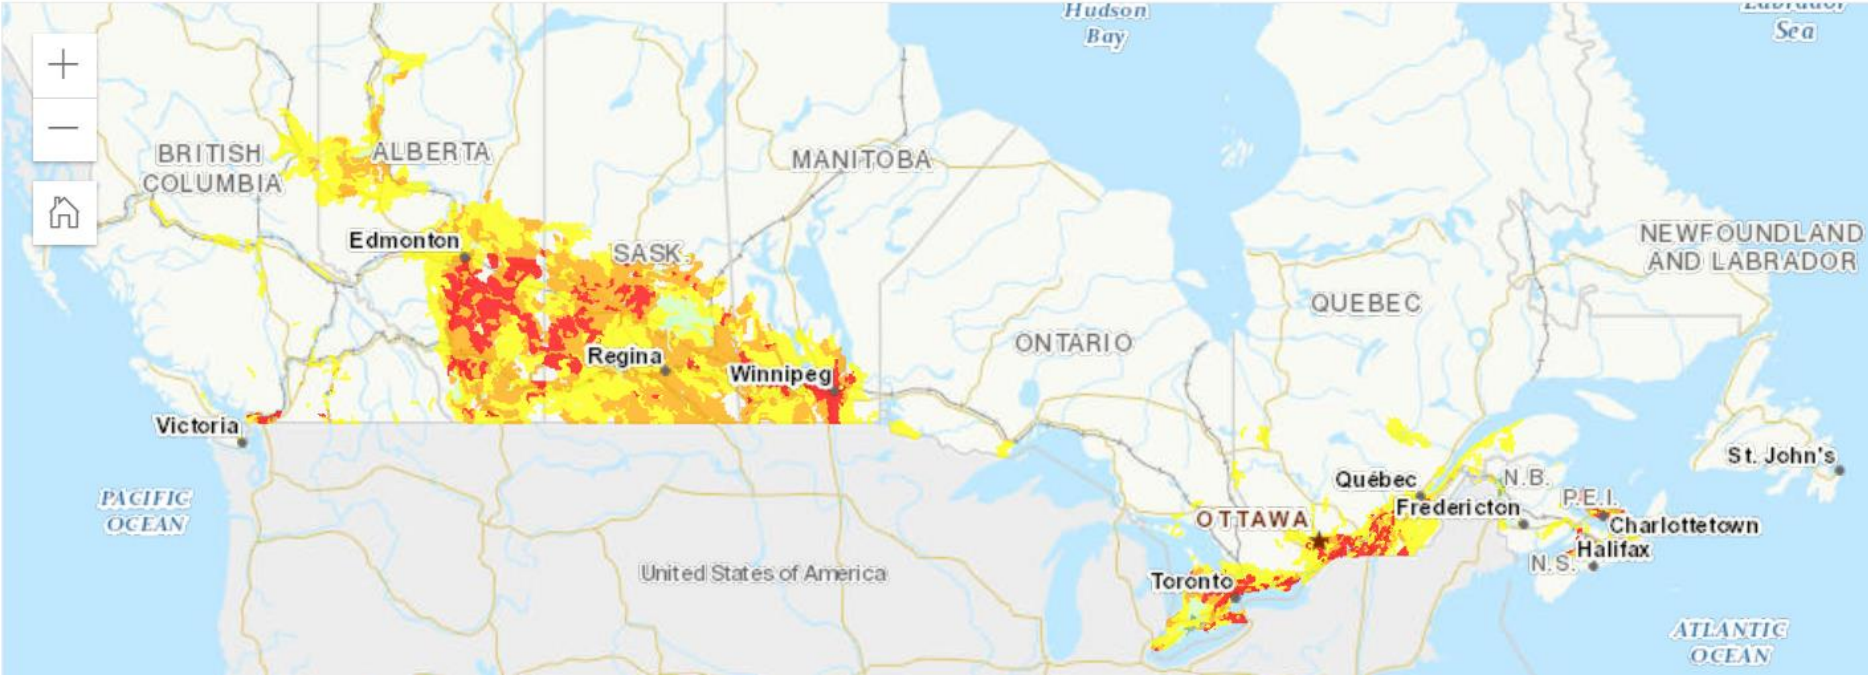 Hudson
Bay
Labrador
Sea
BRITISH
COLUMBIA
ALBERTA
MANITOBA
Edmonton
SASK.
NEWFOUNDLAND
AND LABRADOR
QUEBEC
ONTARIO
Regina
Winnipeg
Victoria
St. John's
Québec
N.B.
PACIFIC
OCEAN
P.E.I.
Fredericton
OTTAWA
Charlottetown
Halifax
N.S.
United States of America
Toronto
ATLANTIC
OCEAN